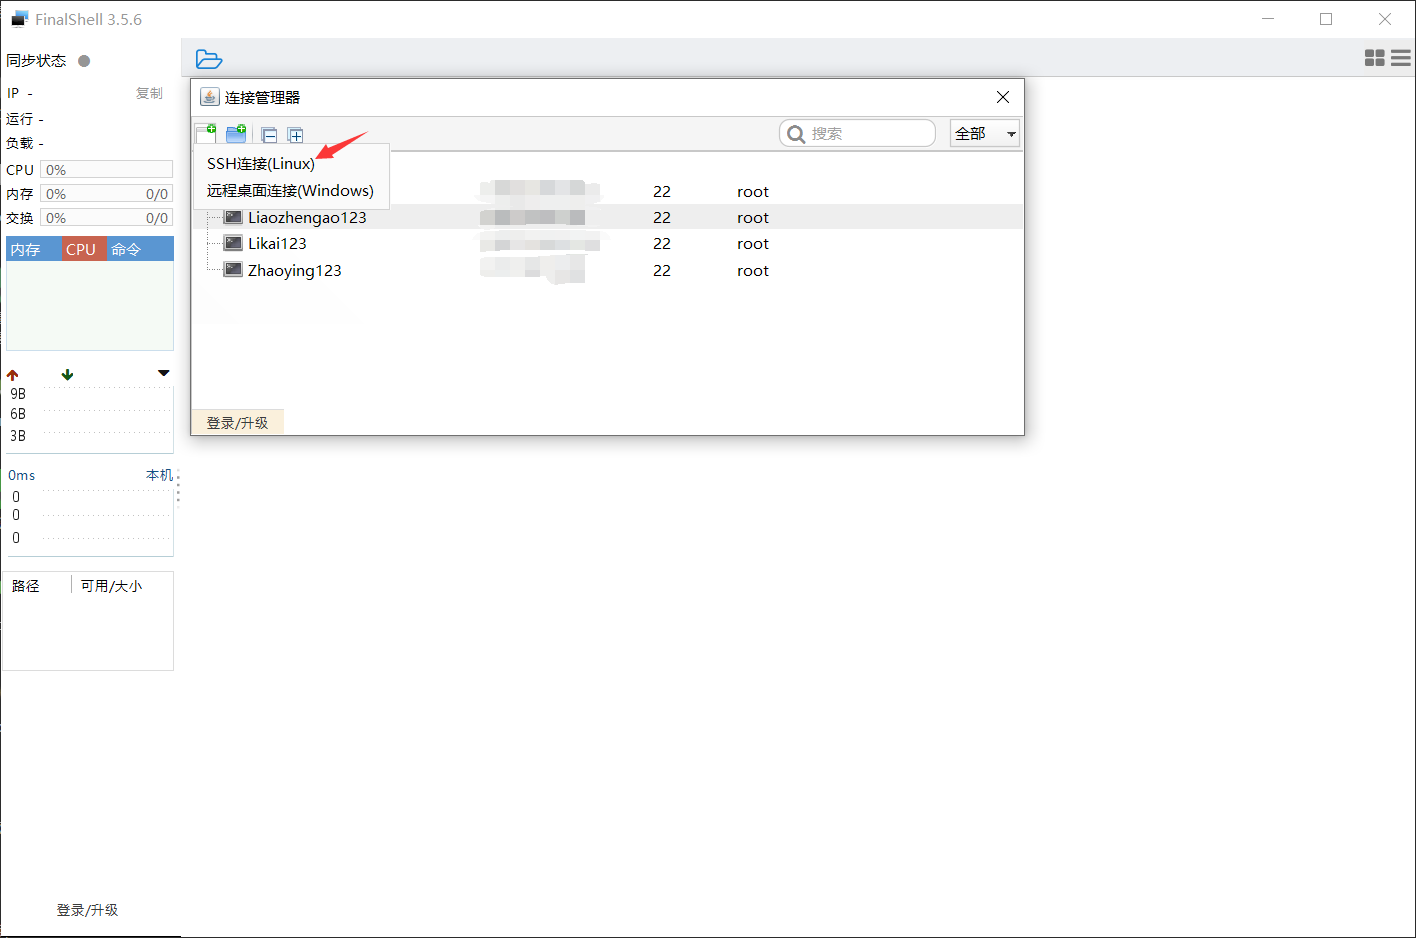 FinalShell 3.5.6
同步状态
IP - 复制
运行 -
负载 -
CPU 0%
内存 0% 0/0
交换 0% 0/0
内存 CPU 命令
9B
6B
3B
0ms 本机
0
0
0
路径 可用/大小
登录/升级
连接管理器
搜索 全部
SSH连接(Linux)
远程桌面连接(Windows) 22 root
Liaozhengao123 22 root
Likai123 22 root
Zhaoying123 22 root
登录/升级